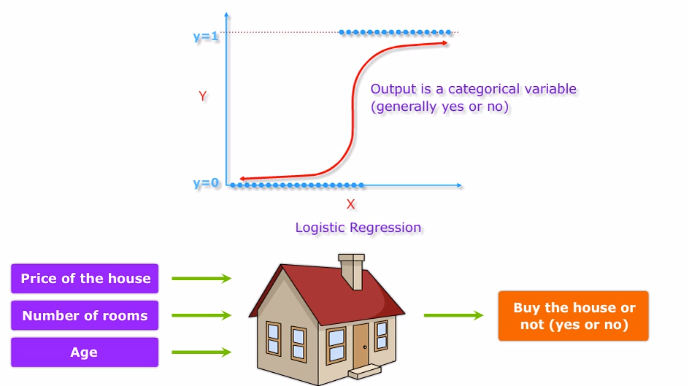 y=1
Y
Output is a categorical variable
(generally yes or no)
y=0
X
Logistic Regression
Price of the house
Number of rooms
Age
Buy the house or
not (yes or no)